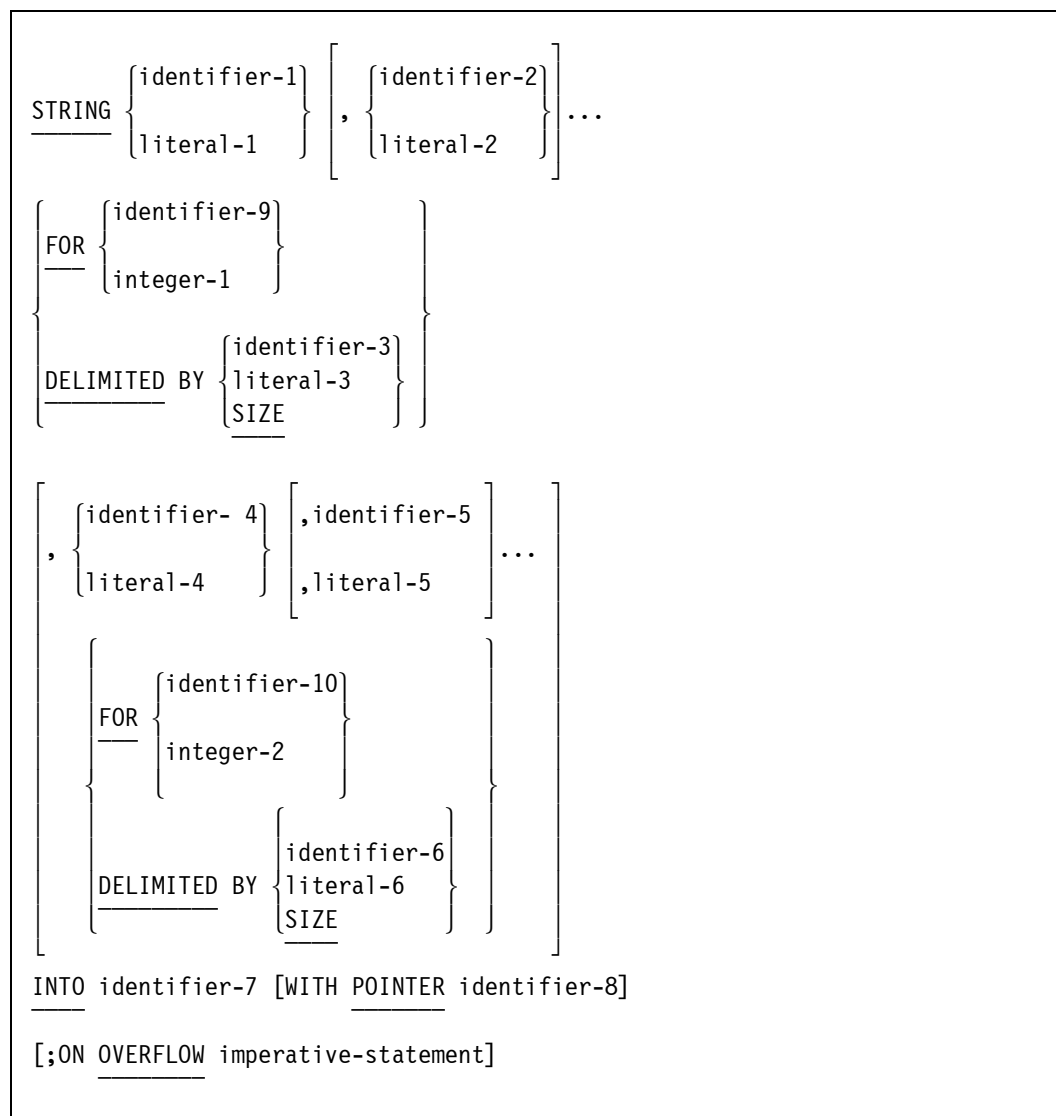 identifier-1 identifier-2
STRING , ...
literal-1 literal-2
identifier-9
FOR
integer-1
identifier-3
DELIMITED BY literal-3
SIZE
identifier- 4 ,identifier-5
, ...
literal-4 ,literal-5
identifier-10
FOR
integer-2
identifier-6
DELIMITED BY literal-6
SIZE
INTO identifier-7 [WITH POINTER identifier-8]
[;ON OVERFLOW imperative-statement]